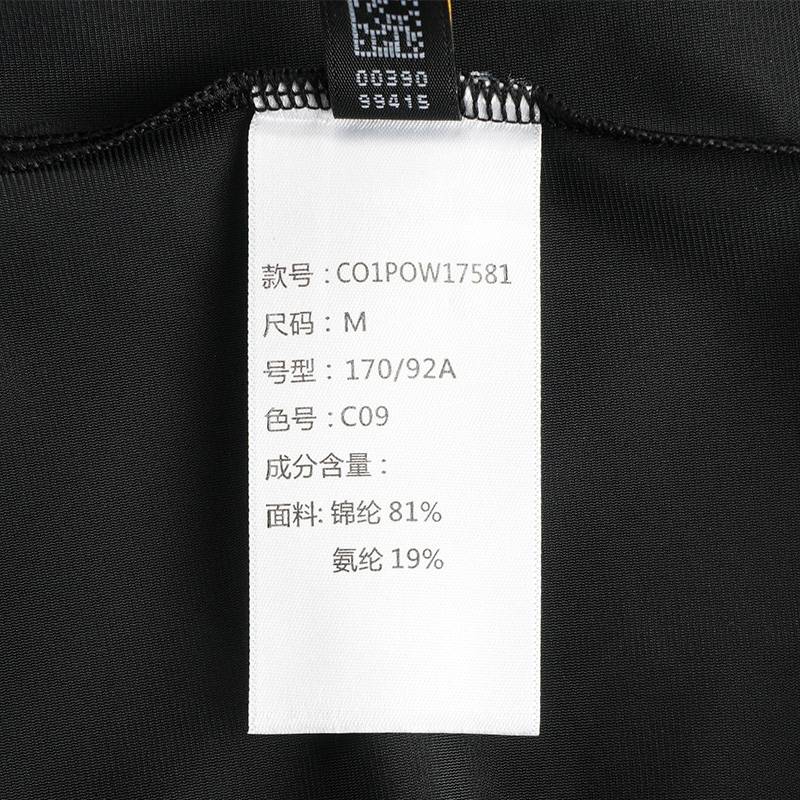 00390
99415
款号：CO1POW17581
尺码：M
号型：170/92A
色号：C09
成分含量：
面料: 锦纶 81%
氨纶 19%